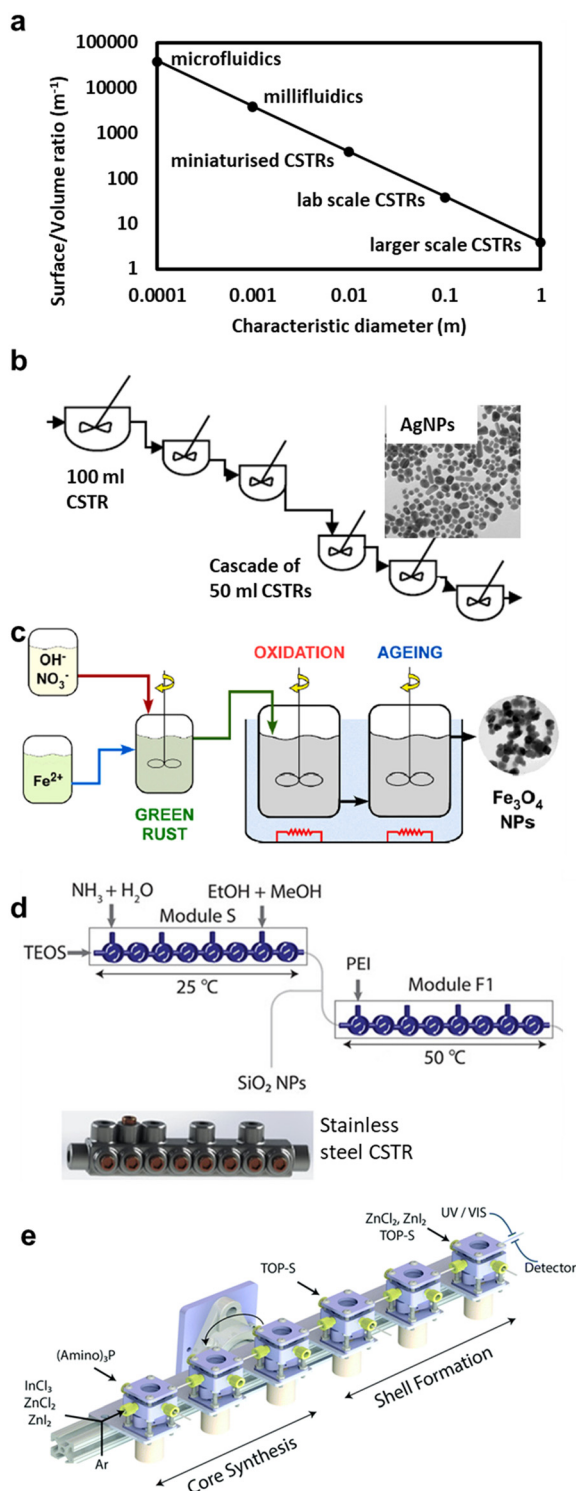 a
100000
10000
1000
100
10
1
Surface/Volume ratio (m⁻¹)
microfluidics
millifluidics
miniaturised CSTRs
lab scale CSTRs
larger scale CSTRs
0.0001 0.001 0.01 0.1 1
Characteristic diameter (m)
b
100 ml
CSTR
AgNPs
Cascade of
50 ml CSTRs
c
OH⁻
NO₃⁻
Fe²⁺
GREEN
RUST
OXIDATION
AGEING
Fe₃O₄
NPs
d
NH₃ + H₂O
EtOH + MeOH
Module S
TEOS
25 °C
PEI
Module F1
50 °C
SiO₂ NPs
Stainless
steel CSTR
e
ZnCl₂, ZnI₂
TOP-S
UV / VIS
Detector
TOP-S
(Amino)₃P
InCl₃
ZnCl₂
ZnI₂
Ar
Core Synthesis
Shell Formation